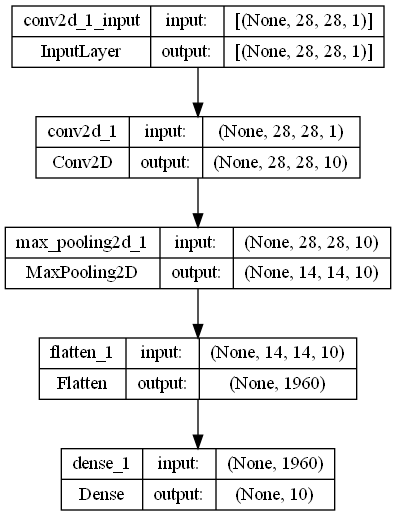 conv2d_1_input input: [(None, 28, 28, 1)]
InputLayer output: [(None, 28, 28, 1)]
conv2d_1 input: (None, 28, 28, 1)
Conv2D output: (None, 28, 28, 10)
max_pooling2d_1 input: (None, 28, 28, 10)
MaxPooling2D output: (None, 14, 14, 10)
flatten_1 input: (None, 14, 14, 10)
Flatten output: (None, 1960)
dense_1 input: (None, 1960)
Dense output: (None, 10)